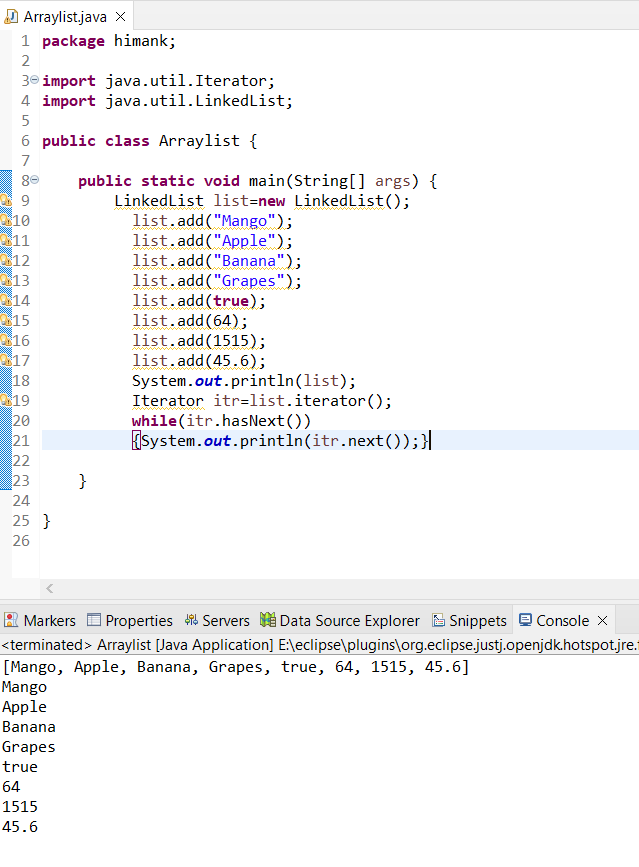 Arraylist.java
1 package himank;
2
3 import java.util.Iterator;
4 import java.util.LinkedList;
5
6 public class Arraylist {
7
8     public static void main(String[] args) {
9         LinkedList list=new LinkedList();
10           list.add("Mango");
11           list.add("Apple");
12           list.add("Banana");
13           list.add("Grapes");
14           list.add(true);
15           list.add(64);
16           list.add(1515);
17           list.add(45.6);
18           System.out.println(list);
19           Iterator itr=list.iterator();
20           while(itr.hasNext())
21           {System.out.println(itr.next());}
22
23     }
24
25 }
26
Markers Properties Servers Data Source Explorer Snippets Console
<terminated> Arraylist [Java Application] E:\eclipse\plugins\org.eclipse.justj.openjdk.hotspot.jre.
[Mango, Apple, Banana, Grapes, true, 64, 1515, 45.6]
Mango
Apple
Banana
Grapes
true
64
1515
45.6